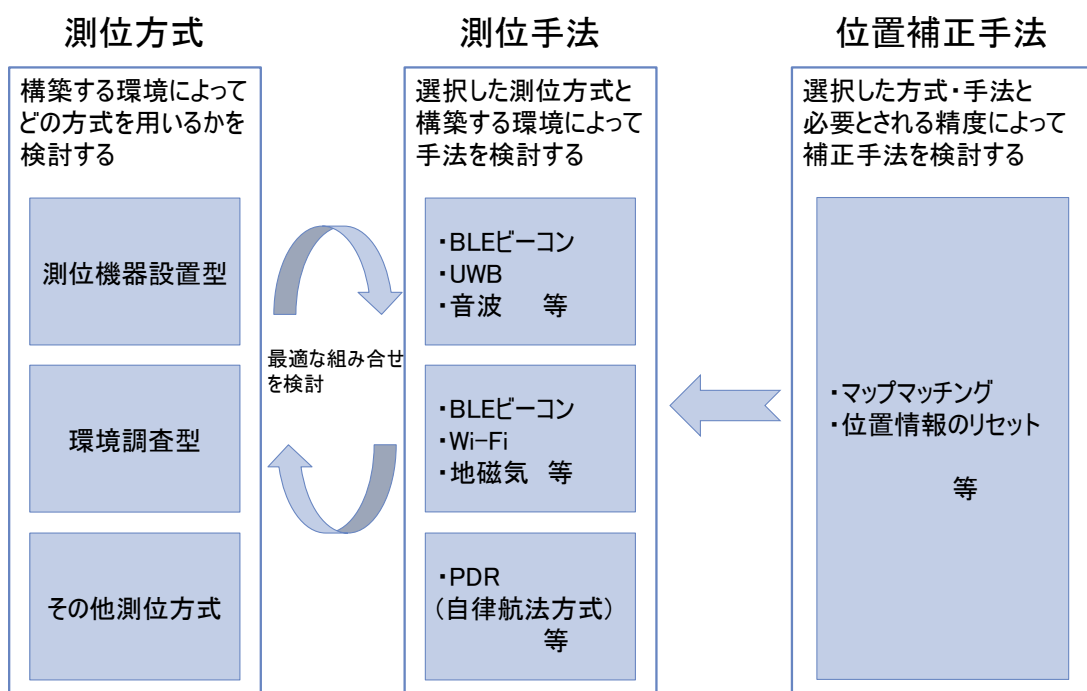 測位方式
構築する環境によって
どの方式を用いるかを
検討する
測位機器設置型
環境調査型
その他測位方式
最適な組み合せ
を検討
測位手法
選択した測位方式と
構築する環境によって
手法を検討する
・BLEビーコン
・UWB
・音波　等
・BLEビーコン
・Wi-Fi
・地磁気　等
・PDR
(自律航法方式)
等
位置補正手法
選択した方式・手法と
必要とされる精度によって
補正手法を検討する
・マップマッチング
・位置情報のリセット
等